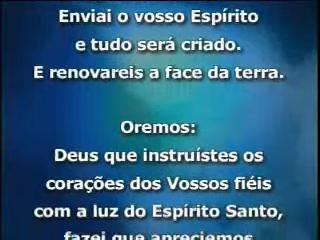 Enviai o vosso Espírito
e tudo será criado.
E renovareis a face da terra.
Oremos:
Deus que instruístes os
corações dos Vossos fiéis
com a luz do Espírito Santo,
fazei que apreciemos